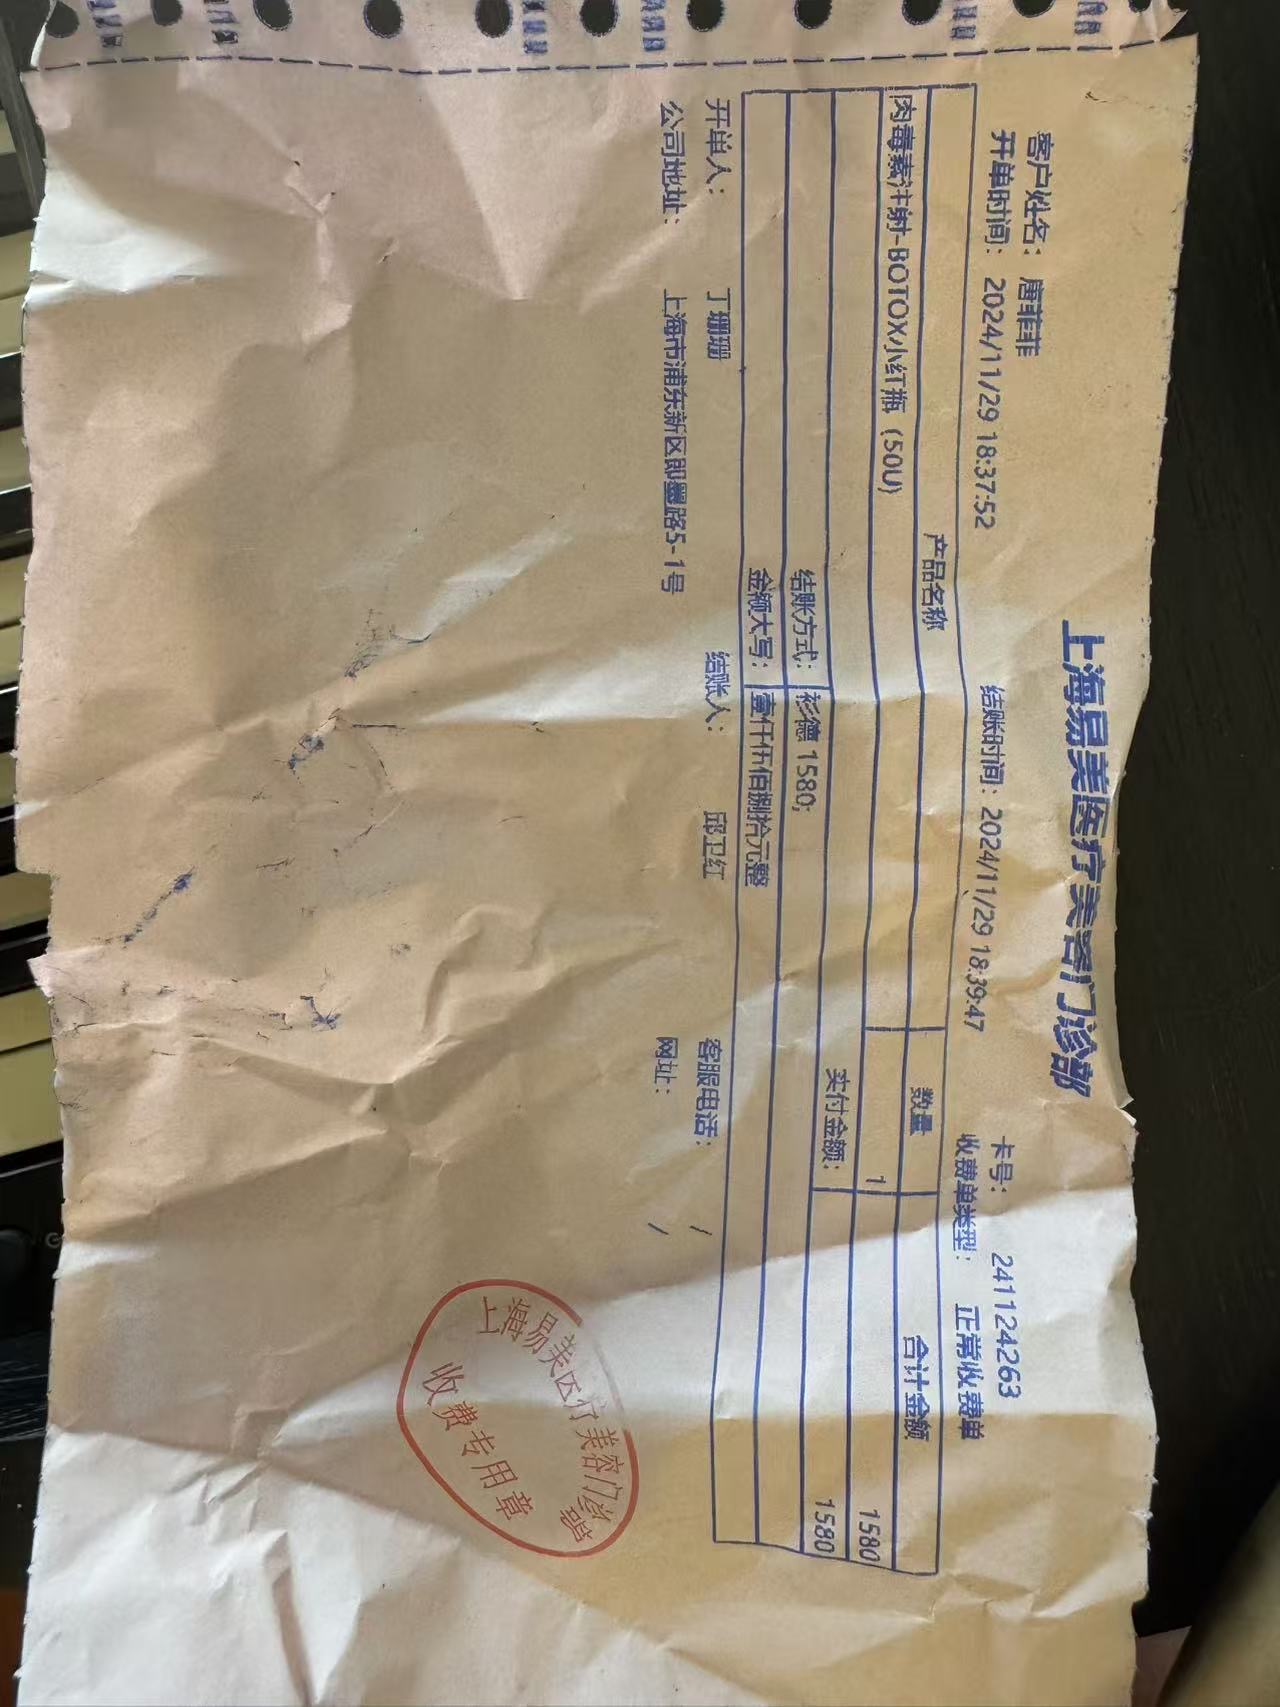 上海易美医疗美容门诊部
客户姓名： 唐菲菲 卡号： 241124263
开单时间： 2024/11/29 18:37:52 结账时间： 2024/11/29 18:39:47 收费单类型： 正常收费单
产品名称 数量 合计金额
肉毒素注射-BOTOX小红瓶（50U） 1 1580
实付金额： 1580
结账方式： 杉德 1580;
金额大写： 壹仟伍佰捌拾元整
开单人： 丁珊珊 结账人： 邱卫红 客服电话： /
公司地址： 上海市浦东新区即墨路5-1号 网址： /
上海易美医疗美容门诊部
收费专用章